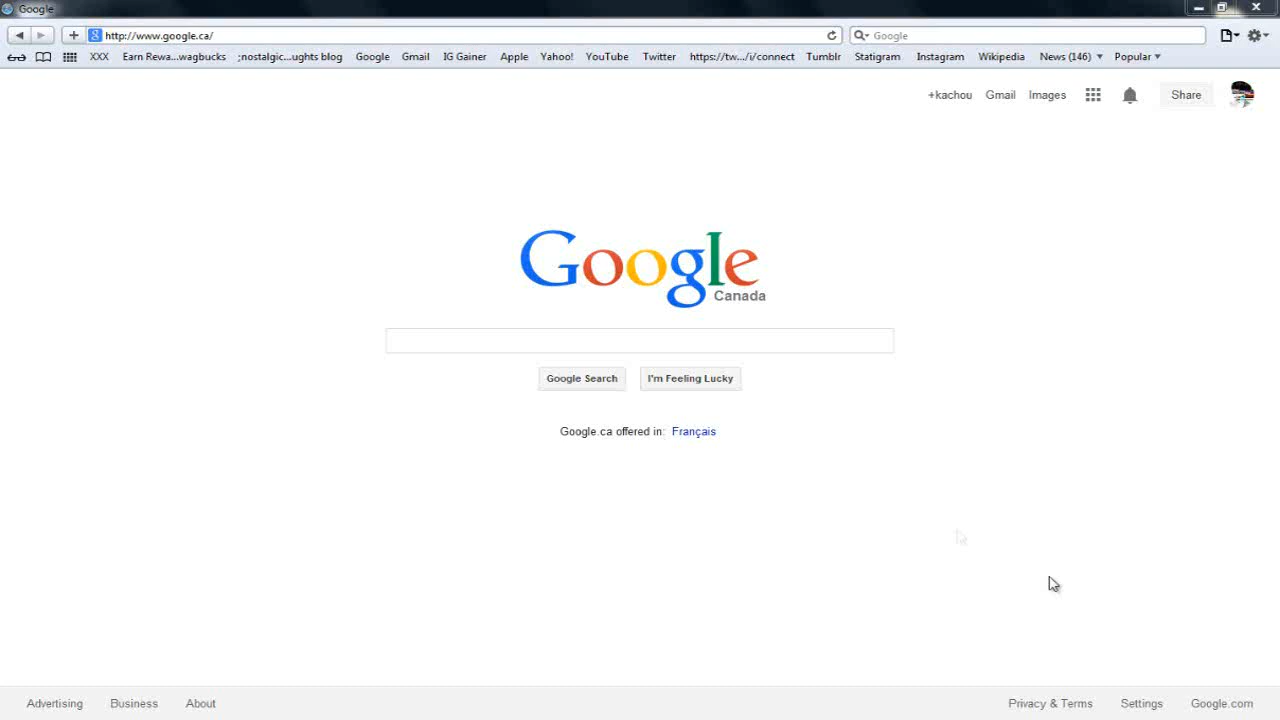 Google
http://www.google.ca/
Google
XXX Earn Rewa...wagbucks ;nostalgic...ughts blog Google Gmail IG Gainer Apple Yahoo! YouTube Twitter https://tw.../i/connect Tumblr Statigram Instagram Wikipedia News (146) Popular
+kachou Gmail Images Share
Google
Canada
Google Search I'm Feeling Lucky
Google.ca offered in: Français
Advertising Business About Privacy & Terms Settings Google.com